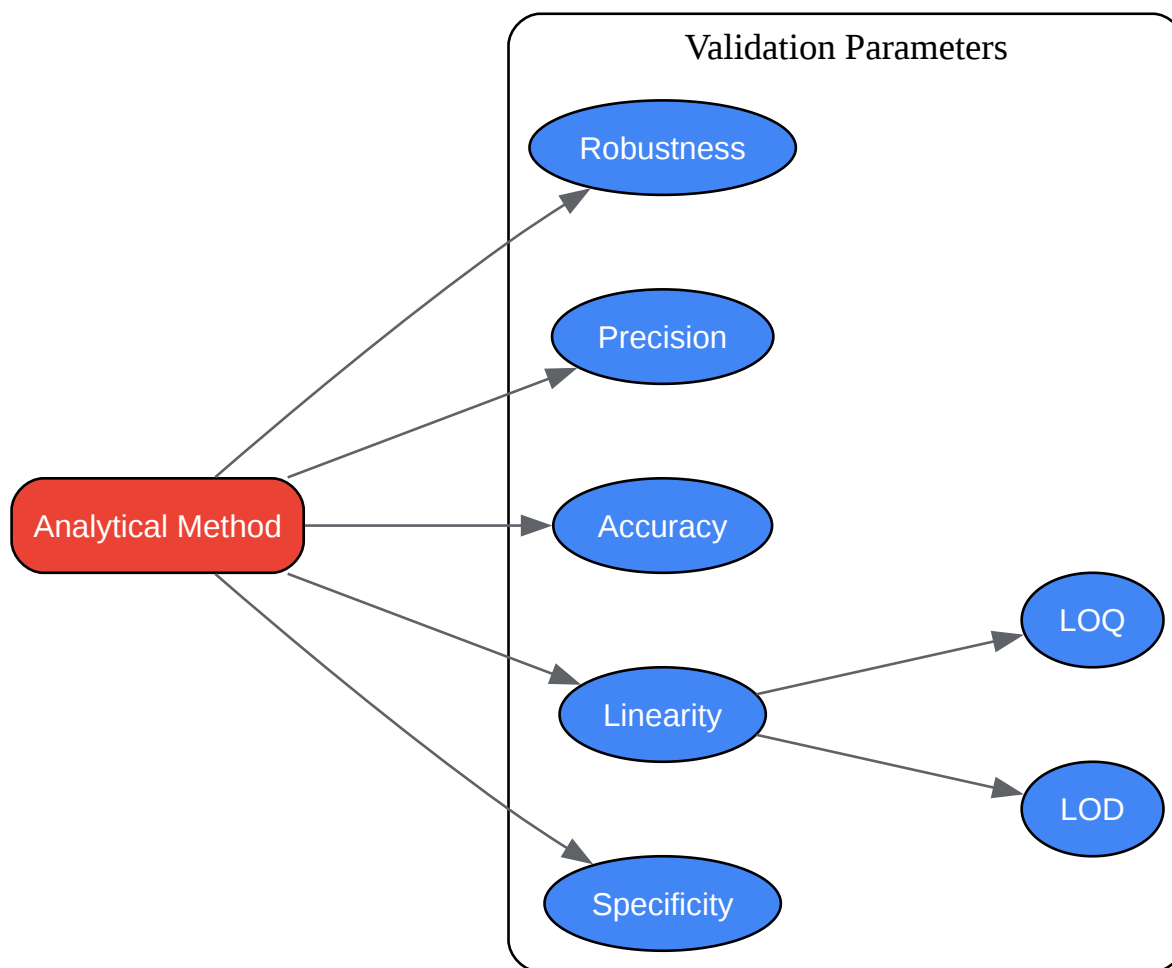 Validation Parameters
Robustness
Precision
Analytical Method
Accuracy
LOQ
Linearity
LOD
Specificity